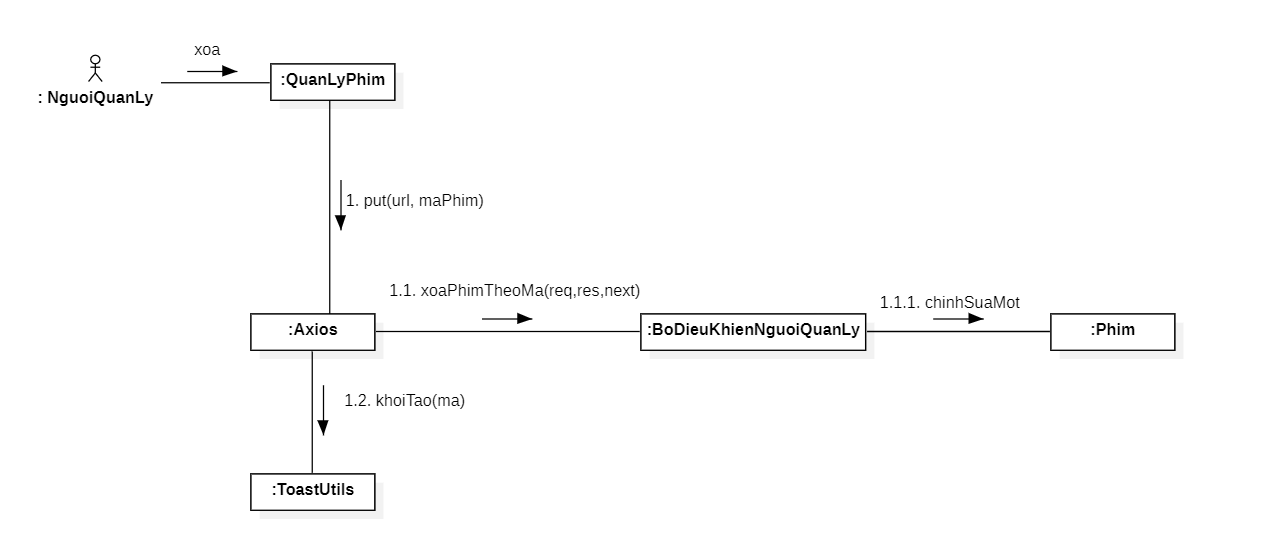 xoa
: NguoiQuanLy
:QuanLyPhim
1. put(url, maPhim)
1.1. xoaPhimTheoMa(req,res,next)
1.1.1. chinhSuaMot
:Axios
:BoDieuKhienNguoiQuanLy
:Phim
1.2. khoiTao(ma)
:ToastUtils